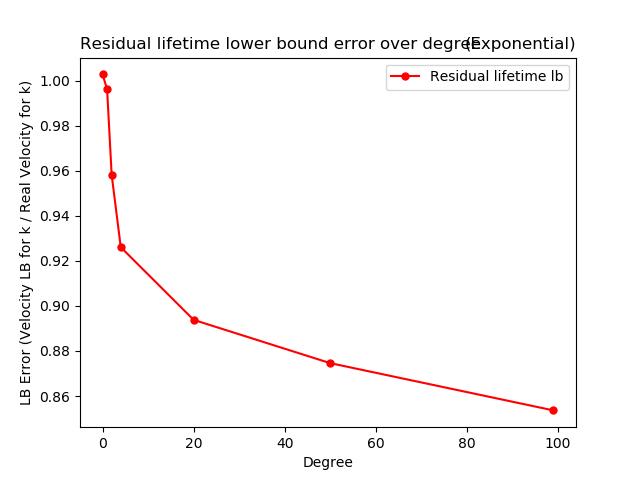 Residual lifetime lower bound error over degree (Exponential)
Residual lifetime lb
LB Error (Velocity LB for k / Real Velocity for k)
1.00
0.98
0.96
0.94
0.92
0.90
0.88
0.86
0 20 40 60 80 100
Degree